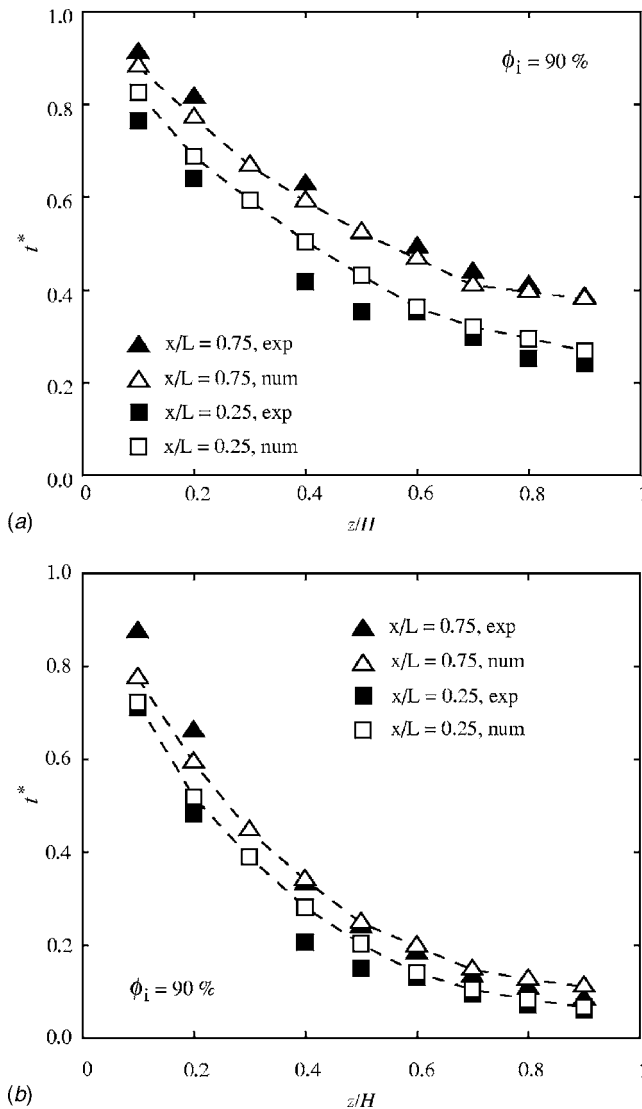 1.0
0.8
0.6
0.4
0.2
0.0
t*
ϕi = 90 %
x/L = 0.75, exp
x/L = 0.75, num
x/L = 0.25, exp
x/L = 0.25, num
0 0.2 0.4 0.6 0.8 1
z/H
(a)
1.0
0.8
0.6
0.4
0.2
0.0
t*
x/L = 0.75, exp
x/L = 0.75, num
x/L = 0.25, exp
x/L = 0.25, num
ϕi = 90 %
0 0.2 0.4 0.6 0.8 1
z/H
(b)